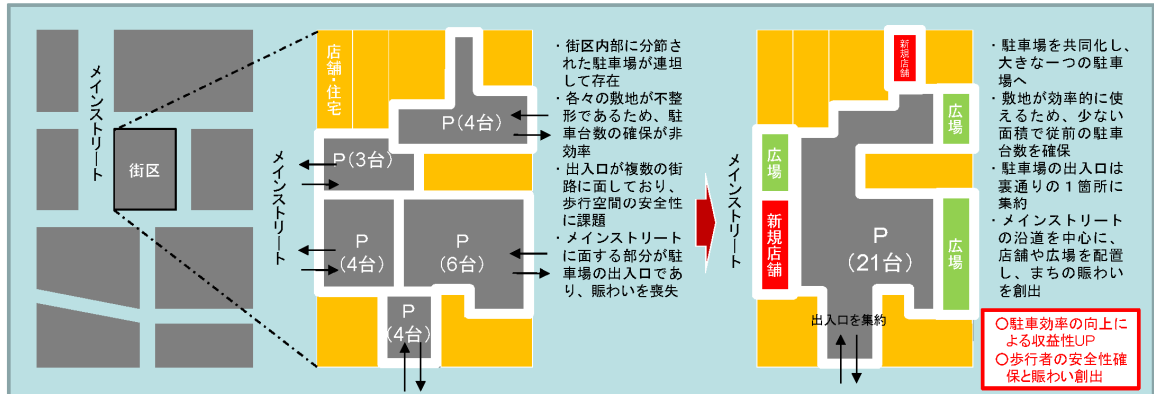 メインストリート
街区
店舗・住宅
メインストリート
P(4台)
P(3台)
P
(4台)
P
(6台)
P
(4台)
・街区内部に分節さ
れた駐車場が連坦
して存在
・各々の敷地が不整
形であるため、駐
車台数の確保が非
効率
・出入口が複数の街
路に面しており、
歩行空間の安全性
に課題
・メインストリート
に面する部分が駐
車場の出入口であ
り、賑わいを喪失
メインストリート
新規店舗
広場
広場
新規店舗
広場
P
(21台)
出入口を集約
・駐車場を共同化し、
大きな一つの駐車
場へ
・敷地が効率的に使
えるため、少ない
面積で従前の駐車
台数を確保
・駐車場の出入口は
裏通りの1箇所に
集約
・メインストリート
の沿道を中心に、
店舗や広場を配置
し、まちの賑わい
を創出
○駐車効率の向上に
よる収益性UP
○歩行者の安全性確
保と賑わい創出